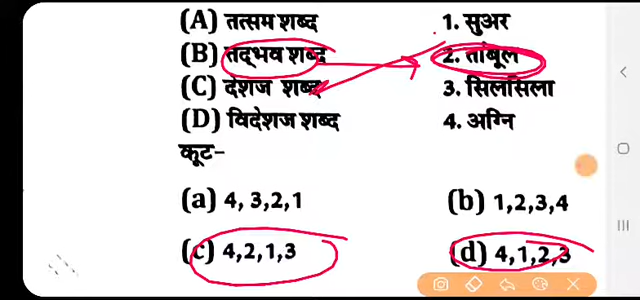 (A) तत्सम शब्द 1. सुअर
(B) तद्भव शब्द 2. तांबूल
(C) देशज शब्द 3. सिलसिला
(D) विदेशज शब्द 4. अग्नि
कूट-
(a) 4, 3,2,1 (b) 1,2,3,4
(c) 4,2,1,3 (d) 4,1,2,3